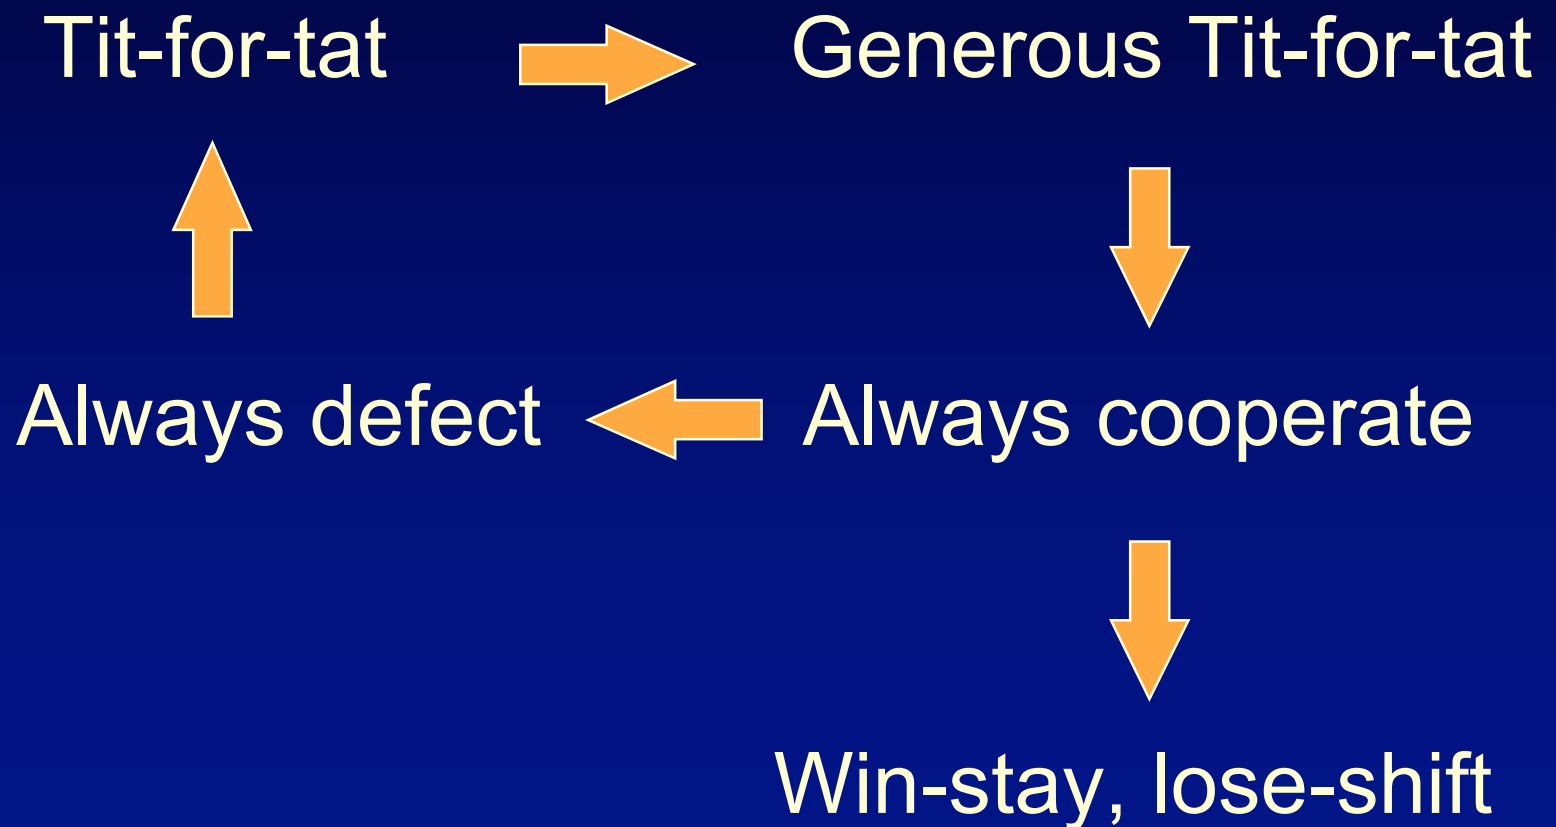 Tit-for-tat
Generous Tit-for-tat
Always defect
Always cooperate
Win-stay, lose-shift